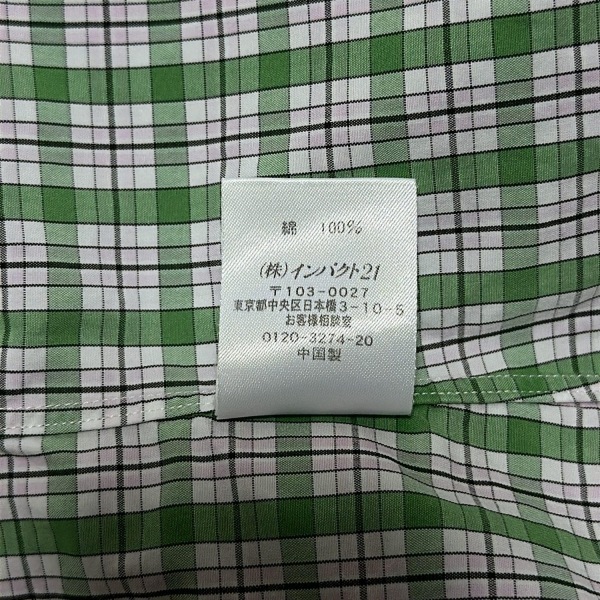 綿 100%
(株)インパクト21
〒103-0027
東京都中央区日本橋3-10-5
お客様相談室
0120-3274-20
中国製